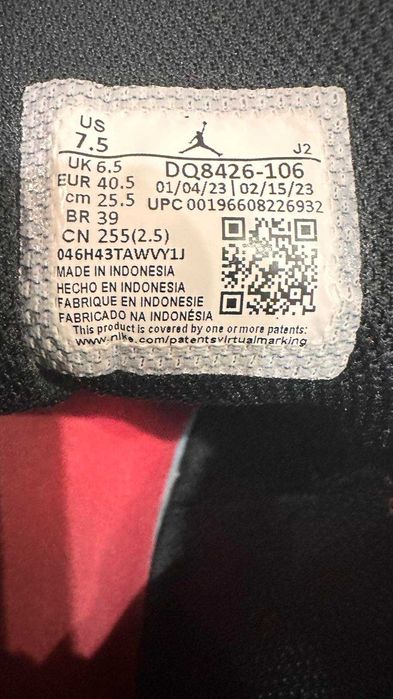 US
7.5
J2
UK 6.5
EUR 40.5
cm 25.5
BR 39
CN 255(2.5)
DQ8426-106
01/04/23 | 02/15/23
UPC 00196608226932
046H43TAWVY1J
MADE IN INDONESIA
HECHO EN INDONESIA
FABRIQUE EN INDONESIE
FABRICADO NA INDONÉSIA
This product is covered by one or more patents:
www.nike.com/patentsvirtualmarking